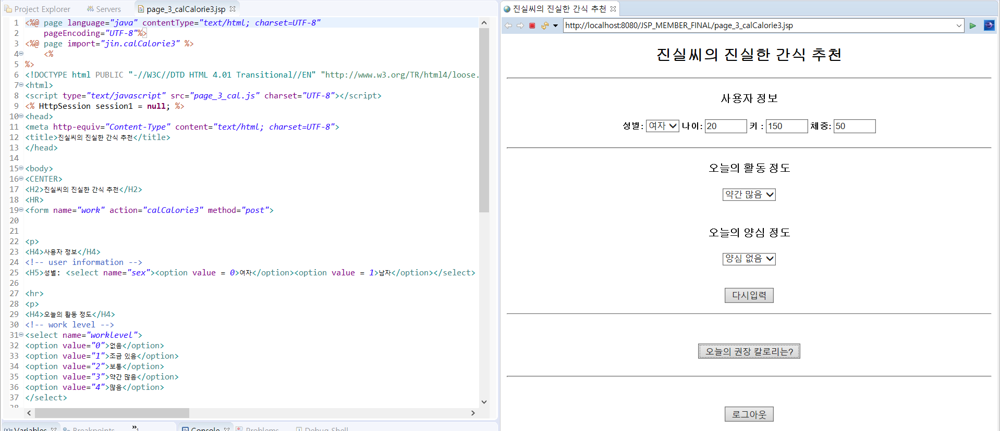 Project Explorer Servers page_3_calCalorie3.jsp
1 <%@ page language="java" contentType="text/html; charset=UTF-8"
2 pageEncoding="UTF-8"%>
3 <%@ page import="jin.calCalorie3" %>
4 <%
5 %>
6 <!DOCTYPE html PUBLIC "-//W3C//DTD HTML 4.01 Transitional//EN" "http://www.w3.org/TR/html4/loose.
7 <html>
8 <script type="text/javascript" src="page_3_cal.js" charset="UTF-8"></script>
9 <% HttpSession session1 = null; %>
10 <head>
11 <meta http-equiv="Content-Type" content="text/html; charset=UTF-8">
12 <title>진실씨의 진실한 간식 추천</title>
13 </head>
14
15 <body>
16 <CENTER>
17 <H2>진실씨의 진실한 간식 추천</H2>
18 <HR>
19 <form name="work" action="calCalorie3" method="post">
20
21
22 <p>
23 <H4>사용자 정보</H4>
24 <!-- user information -->
25 <H5>성별: <select name="sex"><option value = 0>여자</option><option value = 1>남자</option></select>
26
27 <hr>
28 <p>
29 <H4>오늘의 활동 정도</H4>
30 <!-- work level -->
31 <select name="worklevel">
32 <option value="0">없음</option>
33 <option value="1">조금 있음</option>
34 <option value="2">보통</option>
35 <option value="3">약간 많음</option>
36 <option value="4">많음</option>
37 </select>
38
Variables Breakpoints »1 Console Problems Debug Shell
진실씨의 진실한 간식 추천
http://localhost:8080/JSP_MEMBER_FINAL/page_3_calCalorie3.jsp
진실씨의 진실한 간식 추천
사용자 정보
성별: 여자 나이: 20 키 : 150 체중: 50
오늘의 활동 정도
약간 많음
오늘의 양심 정도
양심 없음
다시입력
오늘의 권장 칼로리는?
로그아웃